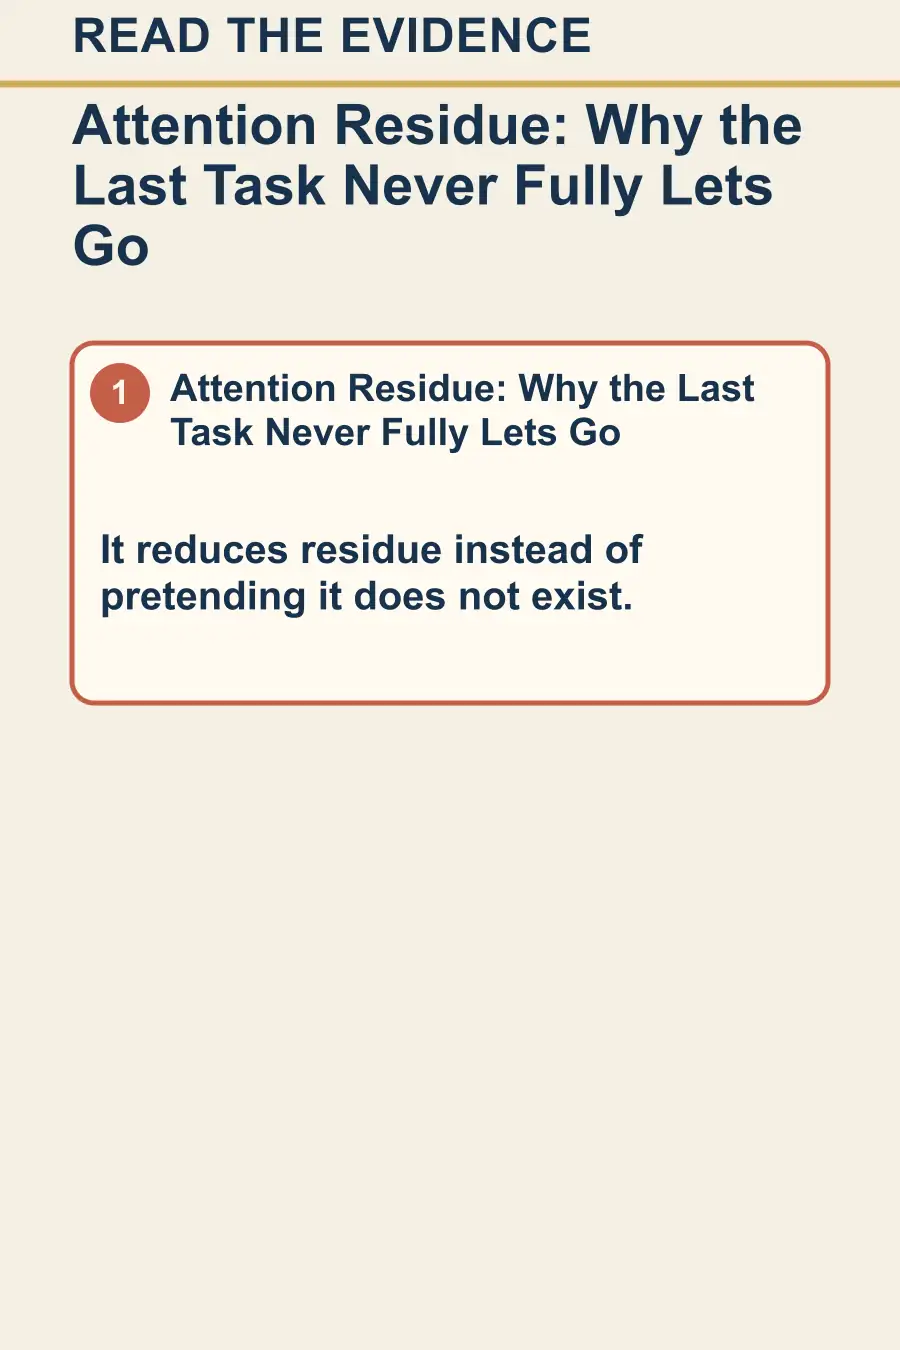 READ THE EVIDENCE
Attention Residue: Why the
Last Task Never Fully Lets
Go
1
Attention Residue: Why the Last
Task Never Fully Lets Go
It reduces residue instead of
pretending it does not exist.